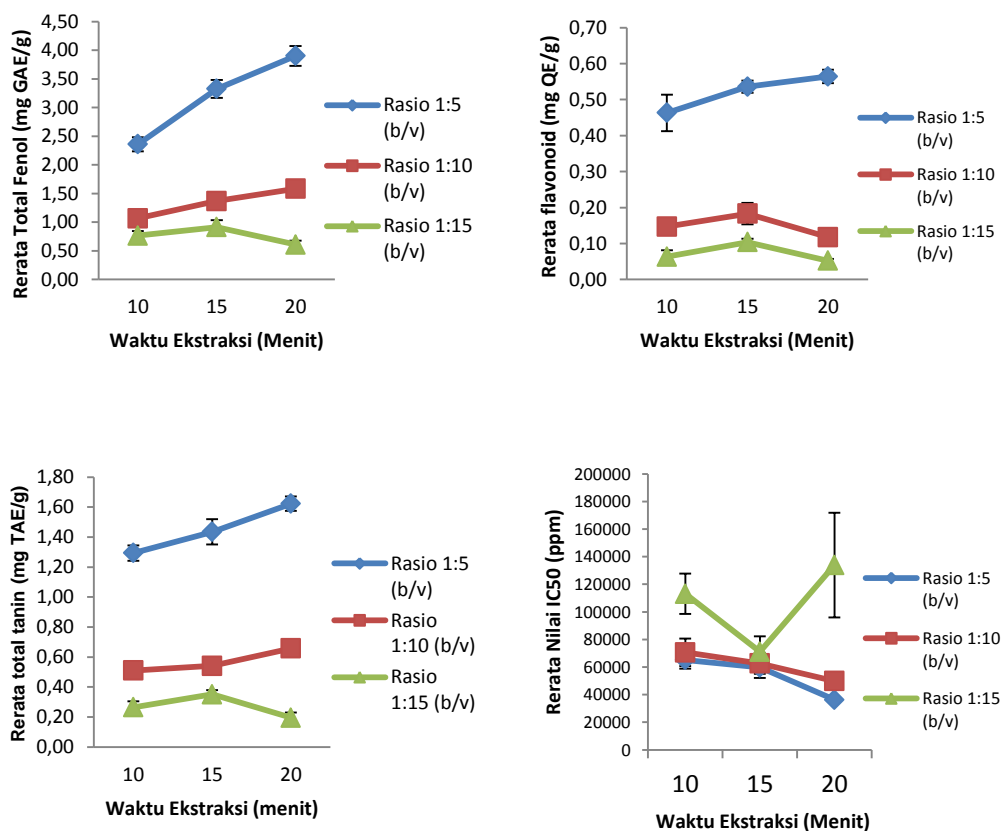 Rerata Total Fenol (mg GAE/g)
4,50
4,00
3,50
3,00
2,50
2,00
1,50
1,00
0,50
0,00
10 15 20
Waktu Ekstraksi (Menit)
Rasio 1:5
(b/v)
Rasio 1:10
(b/v)
Rasio 1:15
(b/v)
Rerata flavonoid (mg QE/g)
0,70
0,60
0,50
0,40
0,30
0,20
0,10
0,00
10 15 20
Waktu Ekstraksi (Menit)
Rasio 1:5
(b/v)
Rasio 1:10
(b/v)
Rasio 1:15
(b/v)
Rerata total tanin (mg TAE/g)
1,80
1,60
1,40
1,20
1,00
0,80
0,60
0,40
0,20
0,00
10 15 20
Waktu Ekstraksi (menit)
Rasio 1:5
(b/v)
Rasio
1:10 (b/v)
Rasio
1:15 (b/v)
Rerata Nilai IC50 (ppm)
200000
180000
160000
140000
120000
100000
80000
60000
40000
20000
0
10 15 20
Waktu Ekstraksi (Menit)
Rasio 1:5
(b/v)
Rasio 1:10
(b/v)
Rasio 1:15
(b/v)